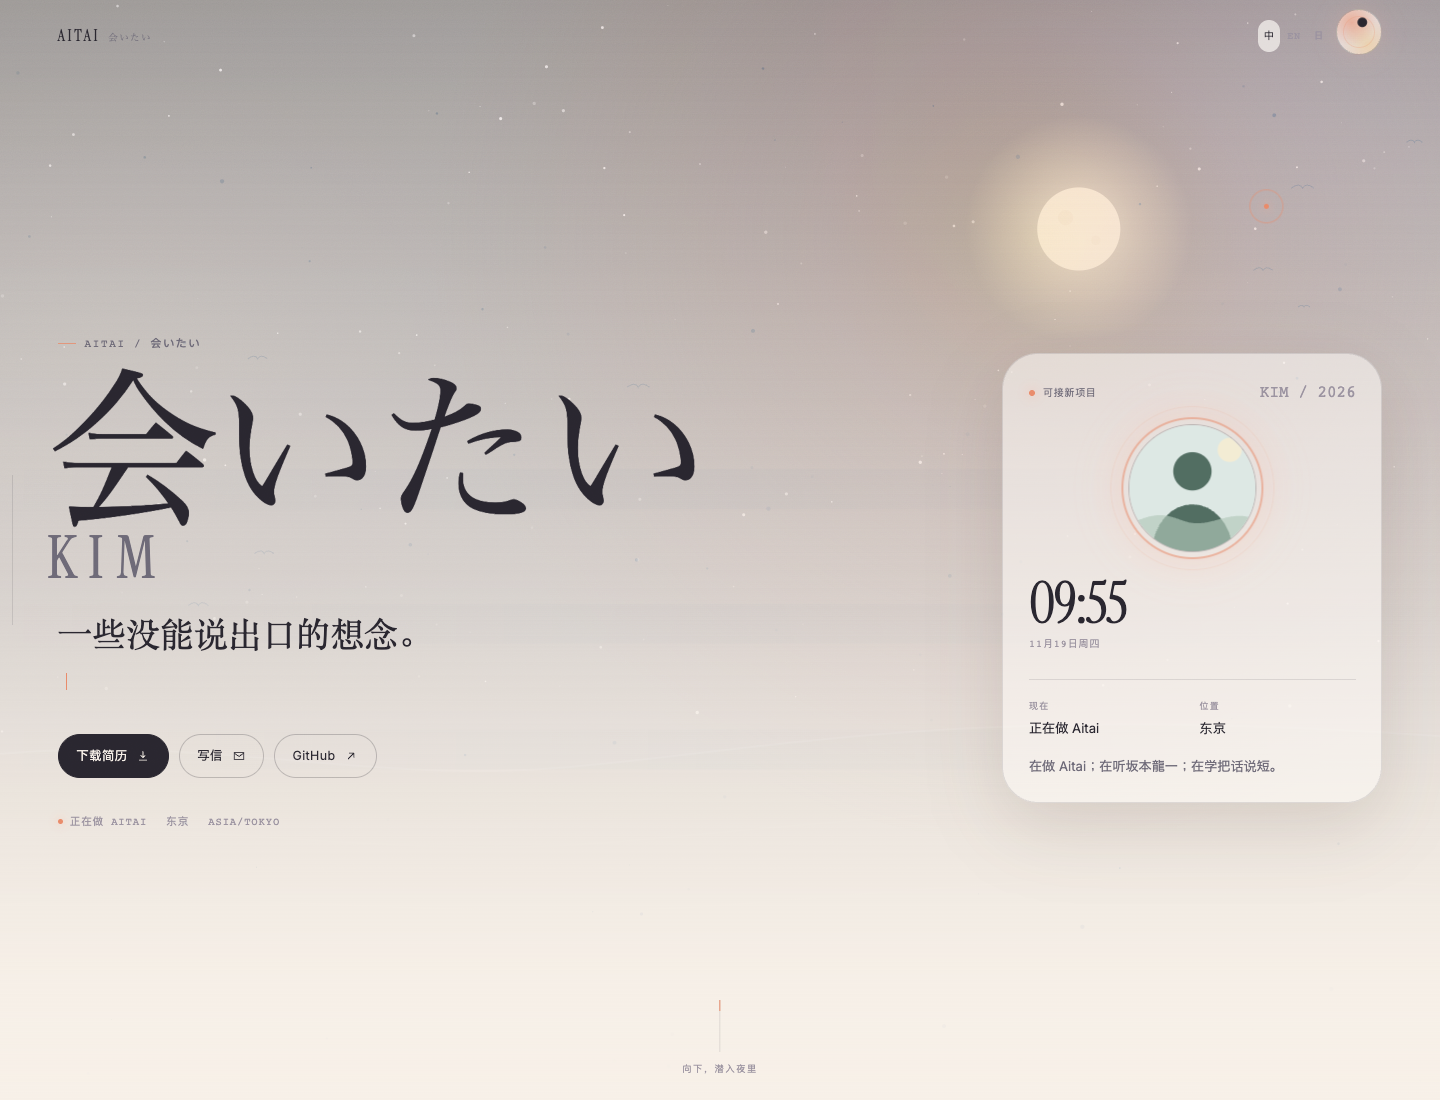 AITAI 会いたい
中 EN 日
AITAI / 会いたい
会いたい
KIM
一些没能说出口的想念。
下载简历
写信
GitHub
正在做 AITAI 东京 ASIA/TOKYO
可接新项目
KIM / 2026
09:55
11月19日周四
现在
位置
正在做 Aitai
东京
在做 Aitai；在听坂本龍一；在学把话说短。
向下，潜入夜里